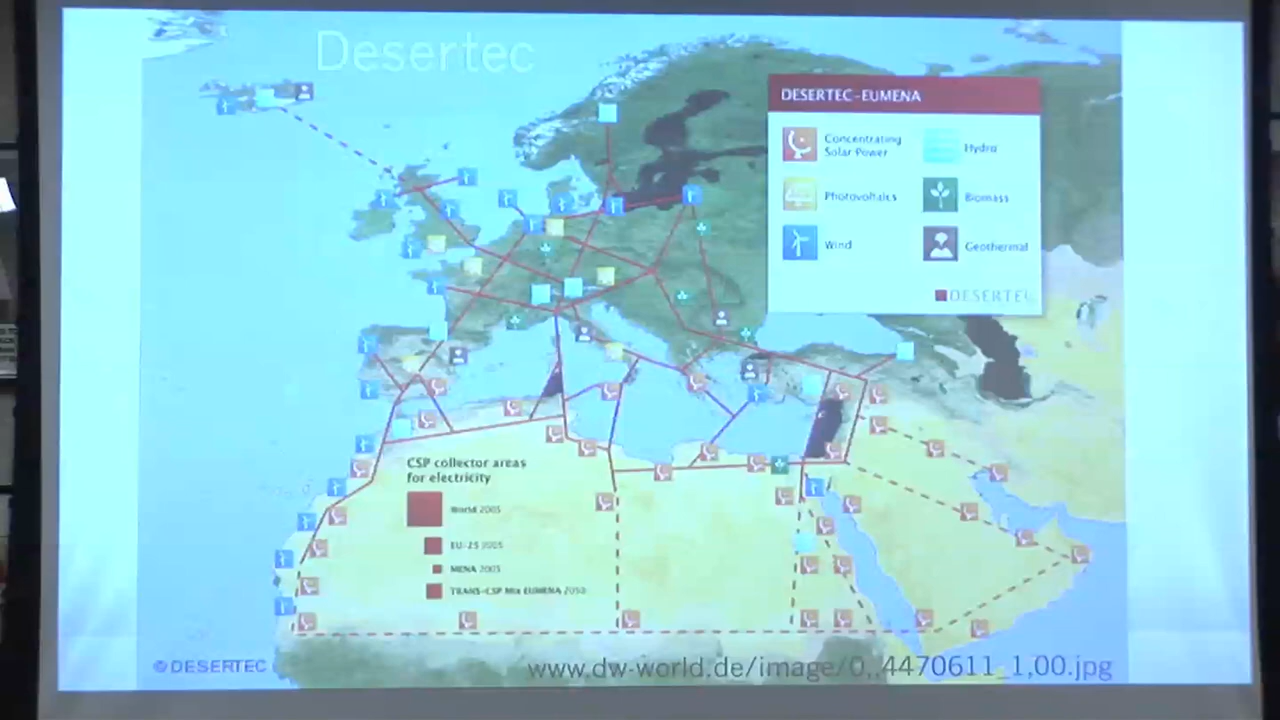 Desertec
DESERTEC-EUMENA
Concentrating
Solar Power
Hydro
Photovoltaics
Biomass
Wind
Geothermal
DESERTEC
CSP collector areas
for electricity
World 2005
EU-25 2005
MENA 2005
TRANS-CSP Mix EUMENA 2050
© DESERTEC
www.dw-world.de/image/0,,4470611_1,00.jpg